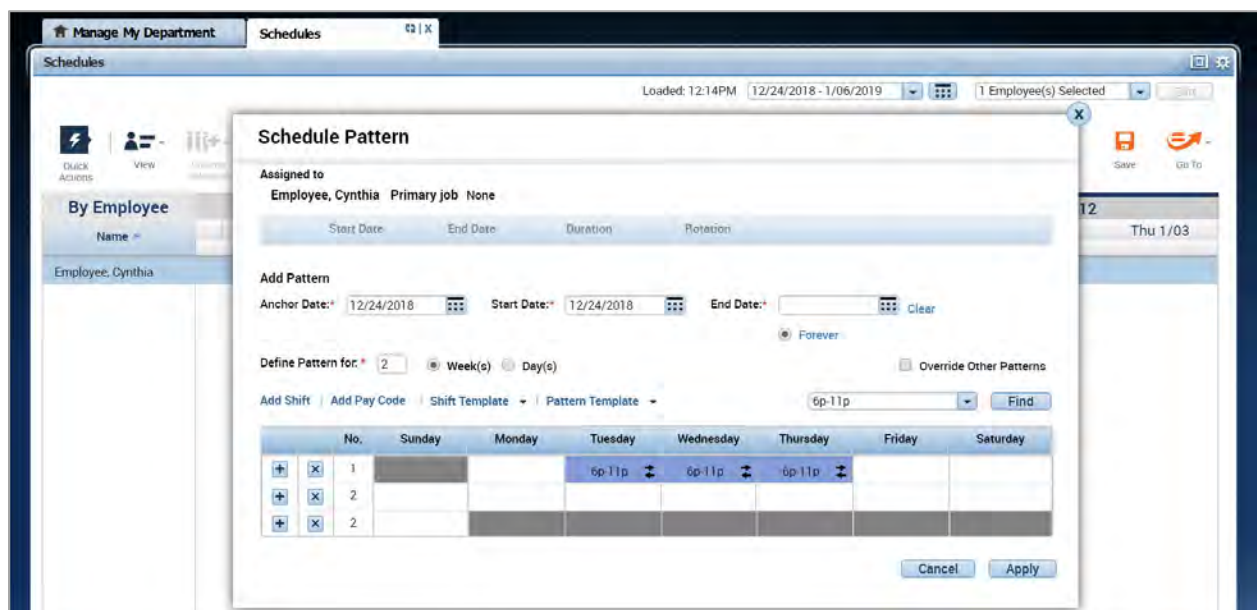 Manage My Department
Schedules
X
Schedules
Loaded: 12:14PM 12/24/2018 - 1/06/2019 1 Employee(s) Selected
X
Schedule Pattern
Quick Actions
View
Save
Go To
Assigned to
Employee, Cynthia Primary job None
By Employee
12
Start Date End Date Duration Rotation
Name
Thu 1/03
Employee, Cynthia
Add Pattern
Anchor Date:* 12/24/2018 Start Date:* 12/24/2018 End Date:* Clear
Forever
Define Pattern for: * 2 Week(s) Day(s) Override Other Patterns
Add Shift | Add Pay Code | Shift Template | Pattern Template 6p-11p Find
No. Sunday Monday Tuesday Wednesday Thursday Friday Saturday
+ x 1 6p-11p 6p-11p 6p-11p
+ x 2
+ x 2
Cancel Apply